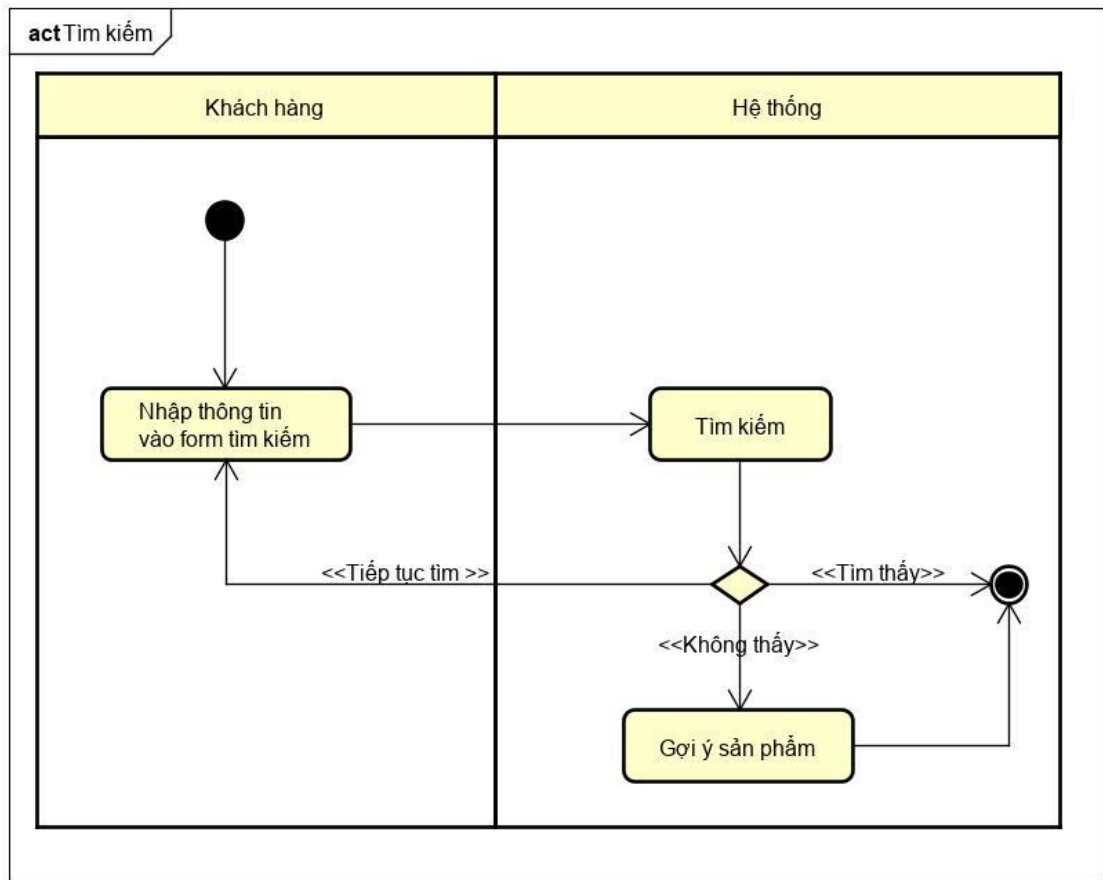 act Tìm kiếm
Khách hàng
Hệ thống
Nhập thông tin
vào form tìm kiếm
Tìm kiếm
<<Tiếp tục tìm >>
<<Tìm thấy>>
<<Không thấy>>
Gợi ý sản phẩm